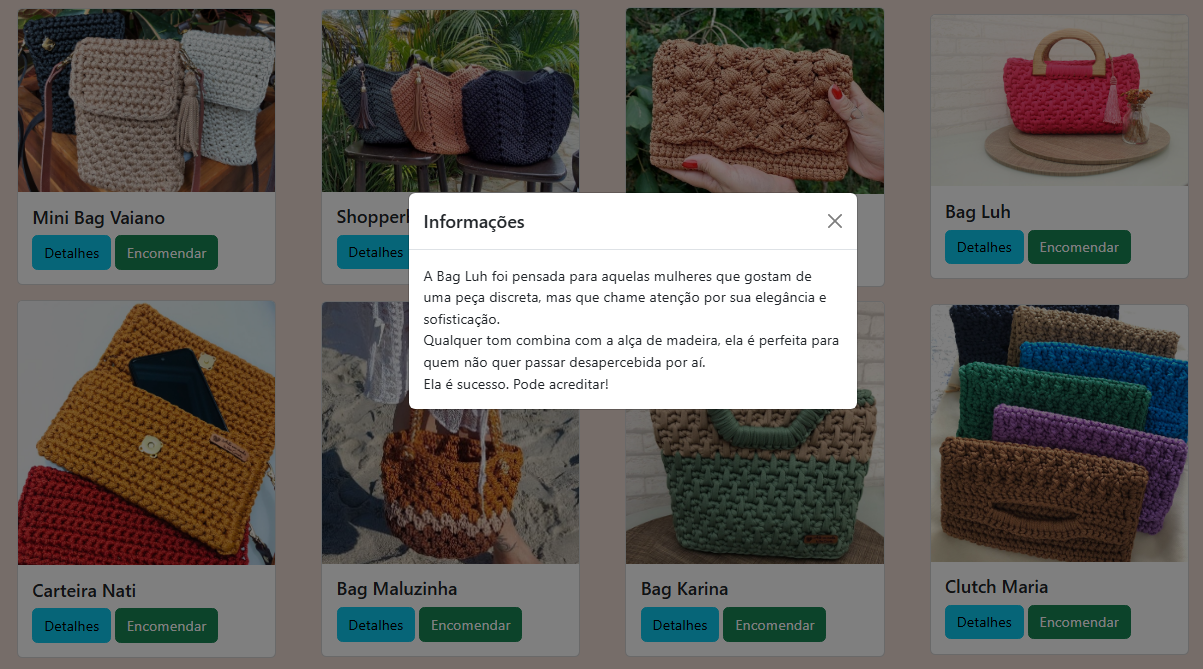 Mini Bag Vaiano
Detalhes
Encomendar
Detalhes
Bag Luh
Detalhes
Encomendar
Informações
A Bag Luh foi pensada para aquelas mulheres que gostam de
uma peça discreta, mas que chame atenção por sua elegância e
sofisticação.
Qualquer tom combina com a alça de madeira, ela é perfeita para
quem não quer passar desapercebida por aí.
Ela é sucesso. Pode acreditar!
Carteira Nati
Detalhes
Encomendar
Bag Maluzinha
Detalhes
Encomendar
Bag Karina
Detalhes
Encomendar
Clutch Maria
Detalhes
Encomendar